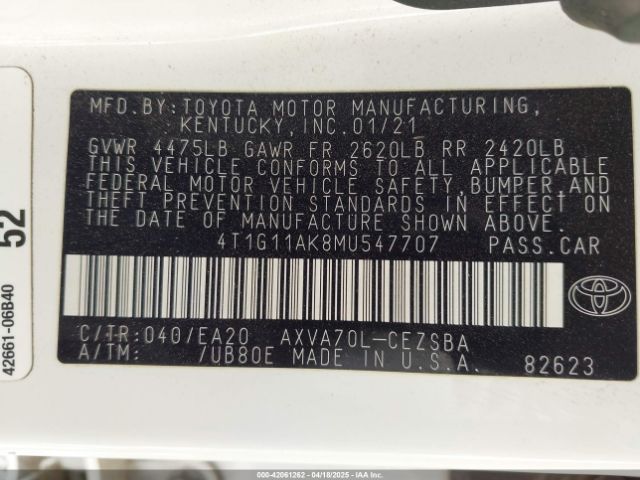 MFD.BY:TOYOTA MOTOR MANUFACTURING,
KENTUCKY,INC.01/21
GVWR 4475LB GAWR FR 2620LB RR 2420LB
THIS VEHICLE CONFORMS TO ALL APPLICABLE
FEDERAL MOTOR VEHICLE SAFETY,BUMPER,AND
THEFT PREVENTION STANDARDS IN EFFECT ON
THE DATE OF MANUFACTURE SHOWN ABOVE.
4T1G11AK8MU547707 PASS.CAR
C/TR:040/EA20 AXVA70L-CEZSBA
A/TM: /UB80E MADE IN U.S.A. 82623
52
42661-06B40
000-42061262 - 04/18/2025 - IAA Inc.